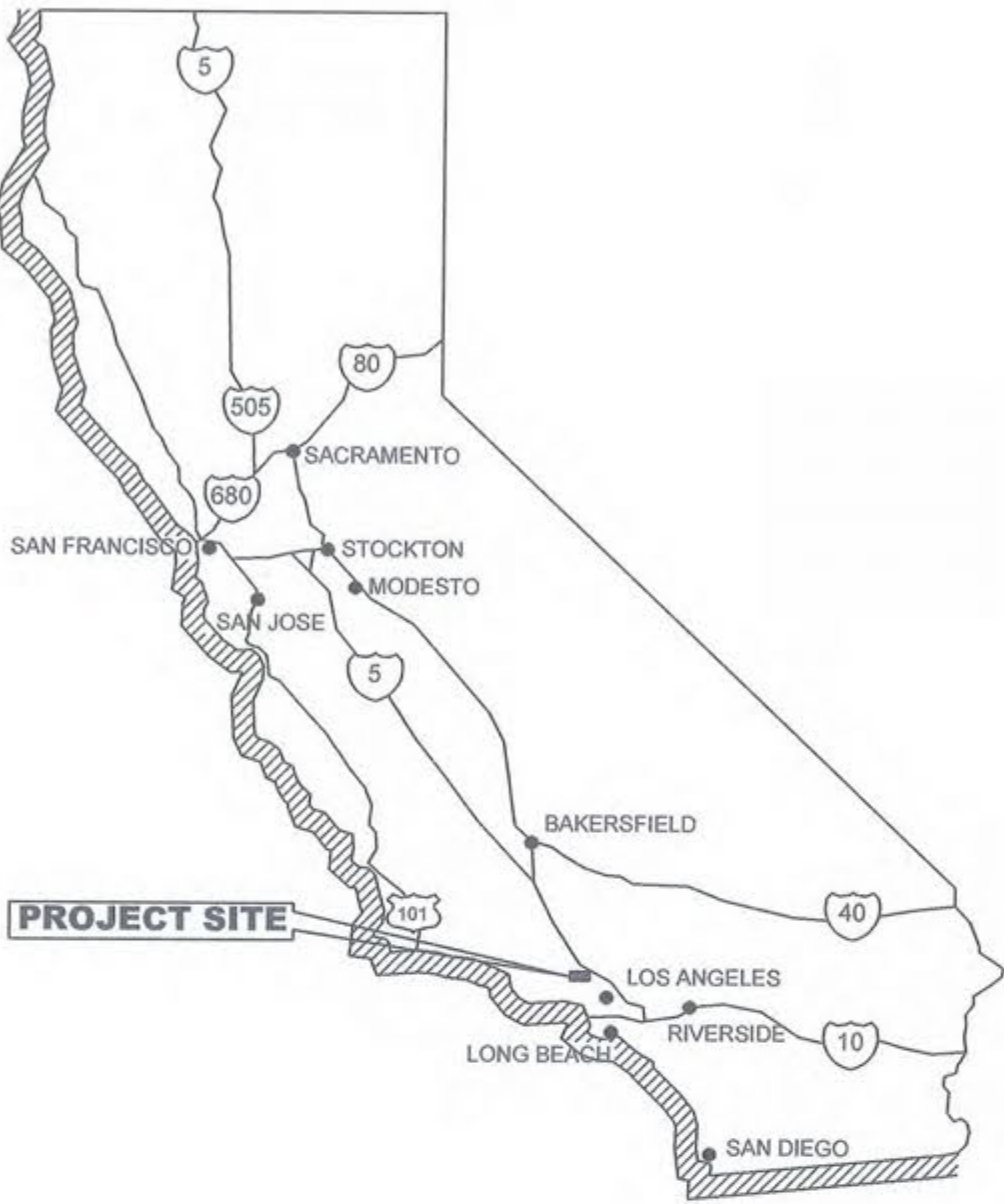 5
80
505
SACRAMENTO
680
SAN FRANCISCO
STOCKTON
MODESTO
SAN JOSE
5
BAKERSFIELD
PROJECT SITE
101
40
LOS ANGELES
RIVERSIDE
10
LONG BEACH
SAN DIEGO